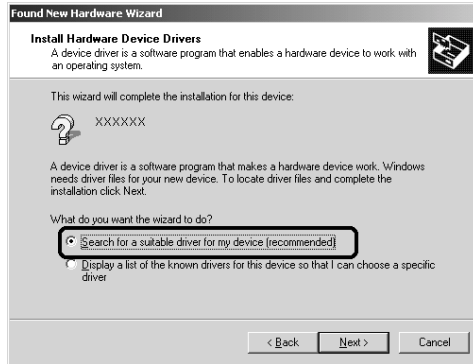 Found New Hardware Wizard
Install Hardware Device Drivers
A device driver is a software program that enables a hardware device to work with
an operating system.
This wizard will complete the installation for this device:
XXXXXX
A device driver is a software program that makes a hardware device work. Windows
needs driver files for your new device. To locate driver files and complete the
installation click Next.
What do you want the wizard to do?
Search for a suitable driver for my device (recommended)
Display a list of the known drivers for this device so that I can choose a specific
driver
< Back Next > Cancel